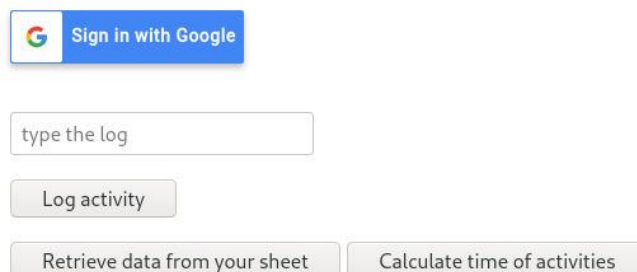 Sign in with Google
type the log
Log activity
Retrieve data from your sheet
Calculate time of activities